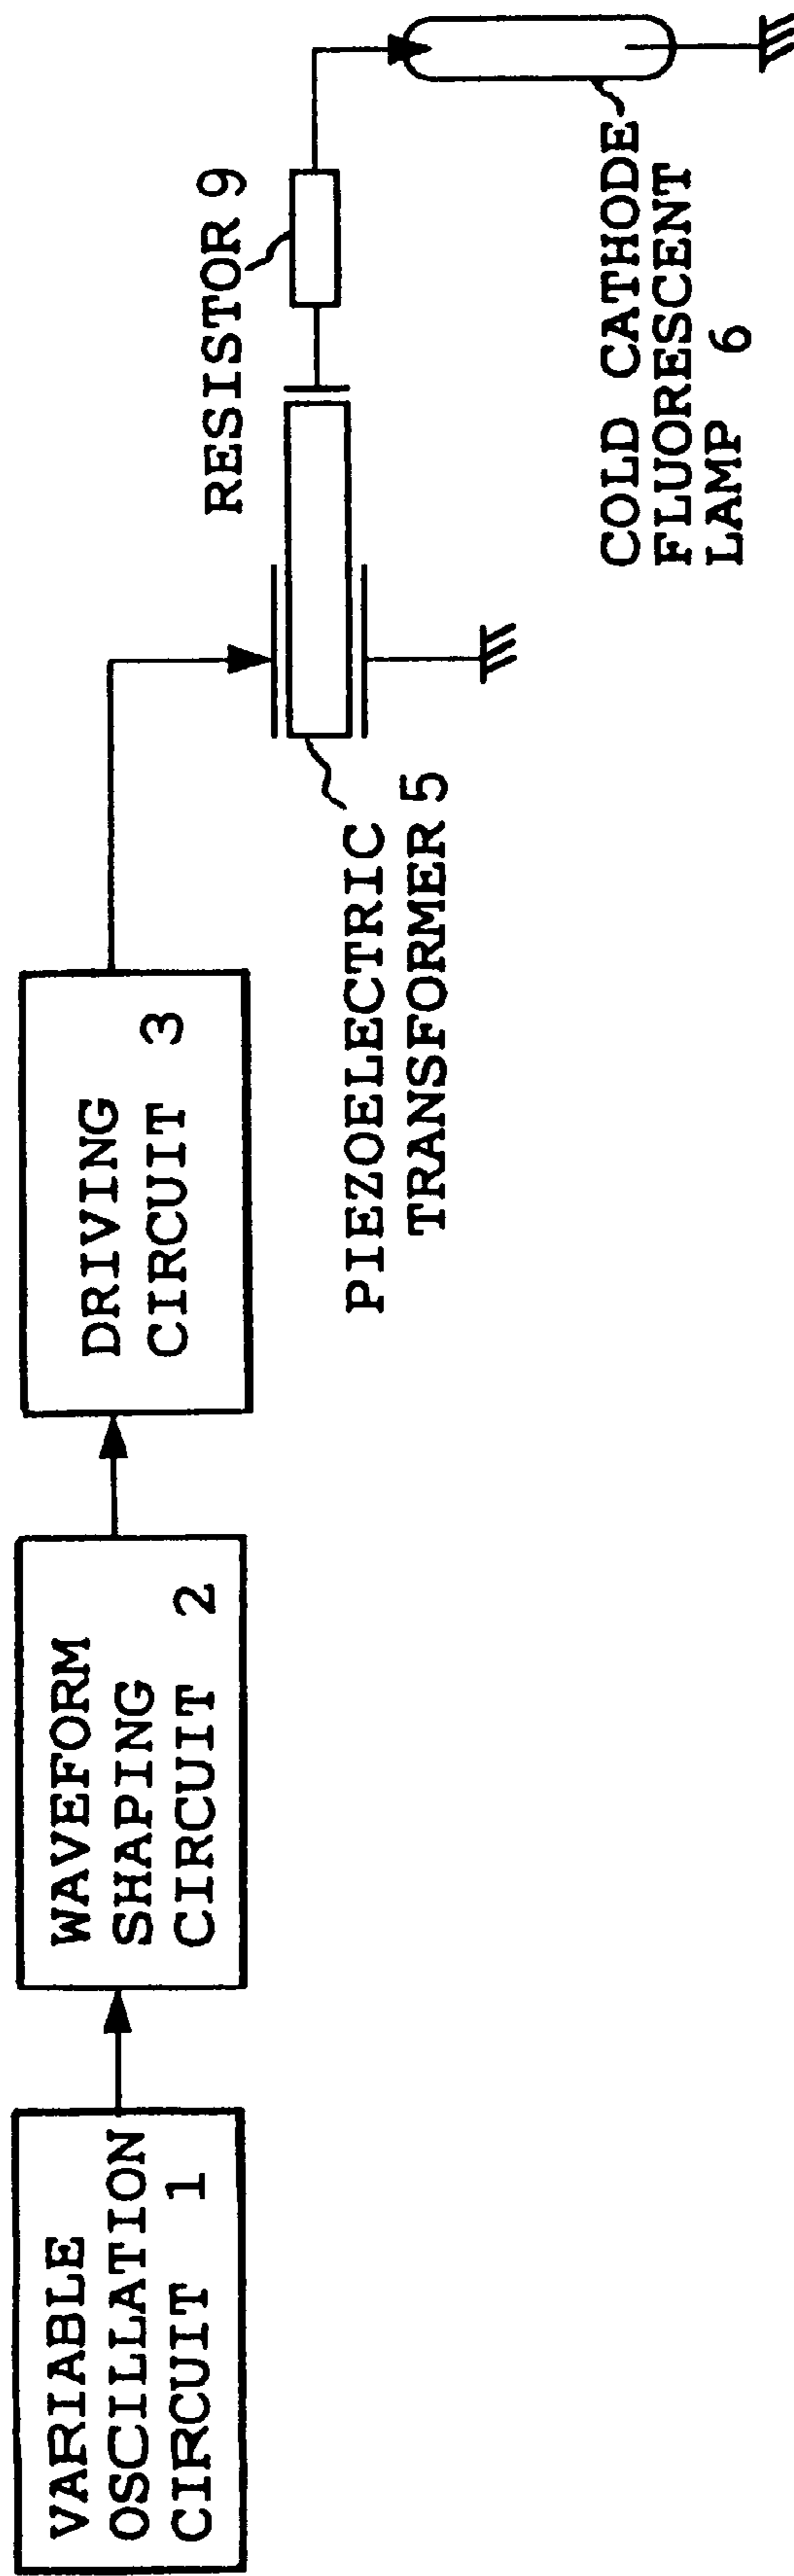 VARIABLE
OSCILLATION
CIRCUIT 1
WAVEFORM
SHAPING
CIRCUIT 2
DRIVING
CIRCUIT 3
PIEZOELECTRIC
TRANSFORMER 5
RESISTOR 9
COLD CATHODE
FLUORESCENT
LAMP 6